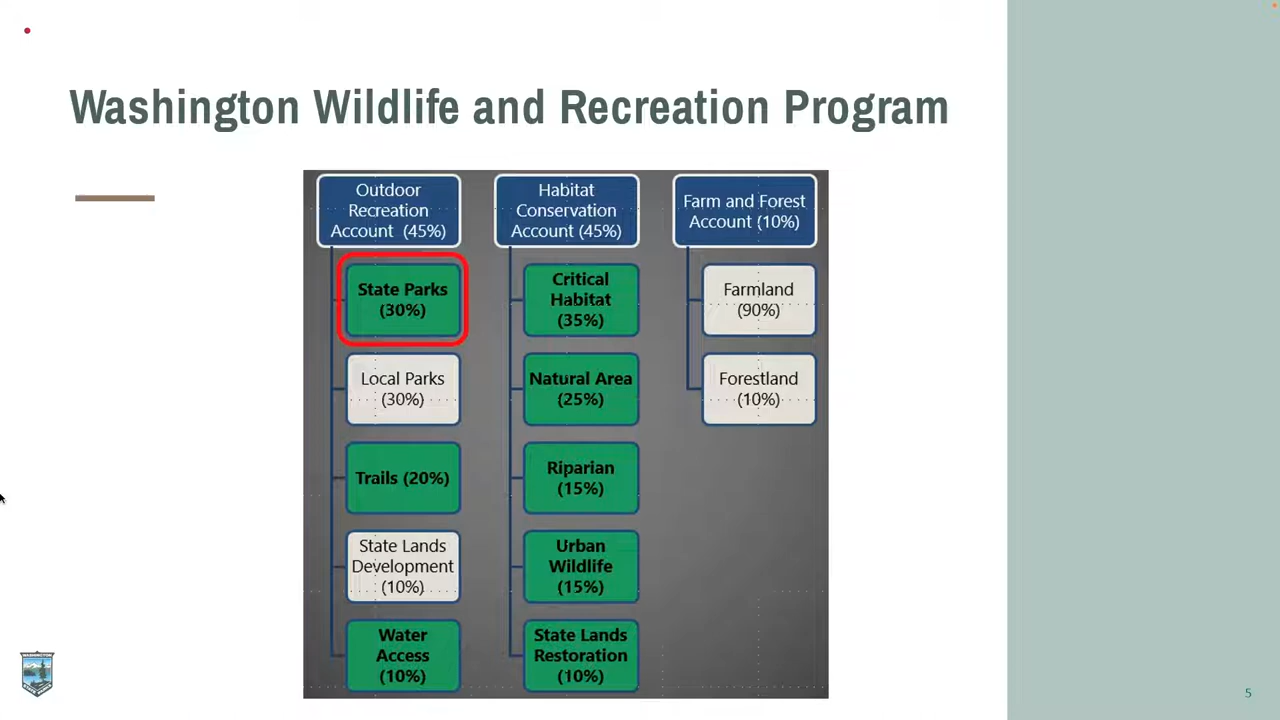 Washington Wildlife and Recreation Program
Outdoor
Recreation
Account (45%)
State Parks
(30%)
Local Parks
(30%)
Trails (20%)
State Lands
Development
(10%)
Water
Access
(10%)
Habitat
Conservation
Account (45%)
Critical
Habitat
(35%)
Natural Area
(25%)
Riparian
(15%)
Urban
Wildlife
(15%)
State Lands
Restoration
(10%)
Farm and Forest
Account (10%)
Farmland
(90%)
Forestland
(10%)
5